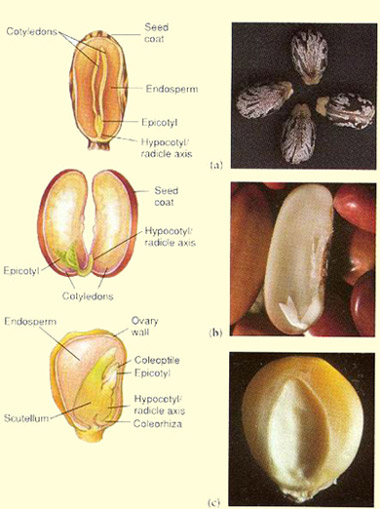 Cotyledons
Seed
coat
Endosperm
Epicotyl
Hypocotyl/
radicle axis
(a)
Seed
coat
Hypocotyl/
radicle axis
Epicotyl
Cotyledons
(b)
Endosperm
Ovary
wall
Coleoptile
Epicotyl
Hypocotyl/
radicle axis
Scutellum
Coleorhiza
(c)